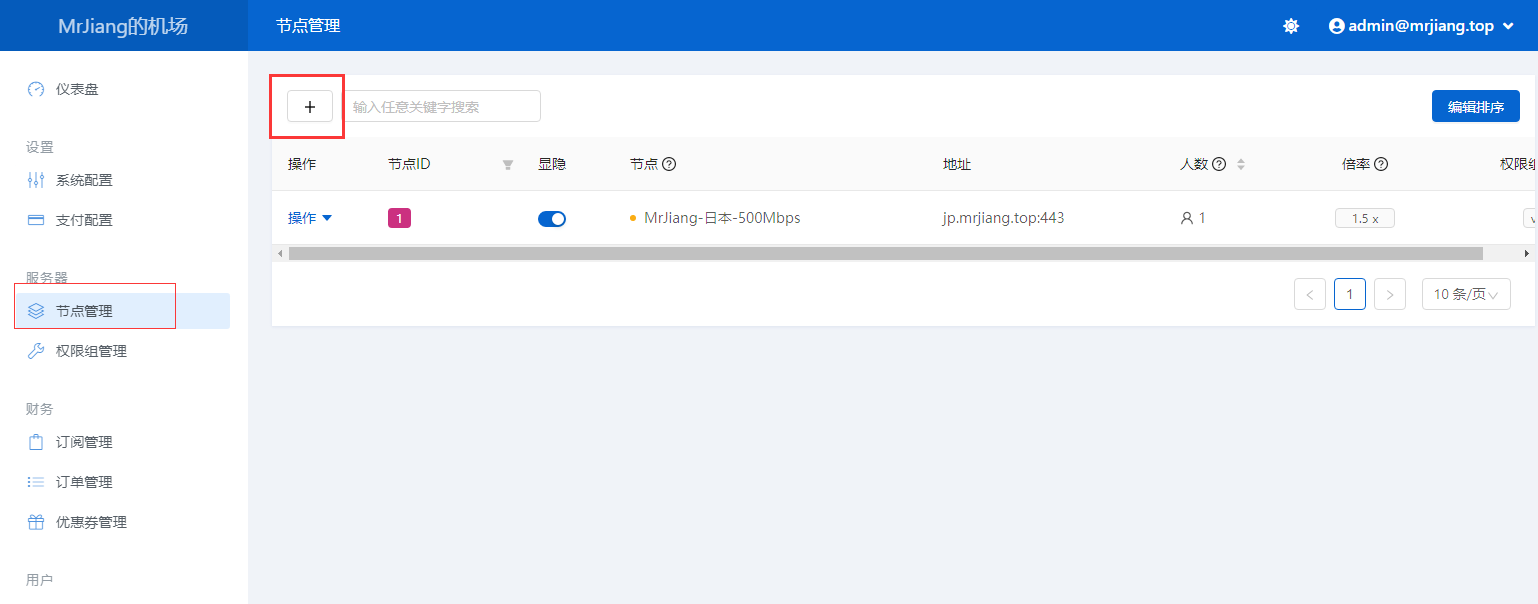 MrJiang的机场
节点管理
admin@mrjiang.top
仪表盘
设置
系统配置
支付配置
服务器
节点管理
权限组管理
财务
订阅管理
订单管理
优惠券管理
用户
+ 输入任意关键字搜索
编辑排序
操作 节点ID 显隐 节点 地址 人数 倍率 权限组
操作 1 MrJiang-日本-500Mbps jp.mrjiang.top:443 1 1.5 x v
< 1 > 10 条/页